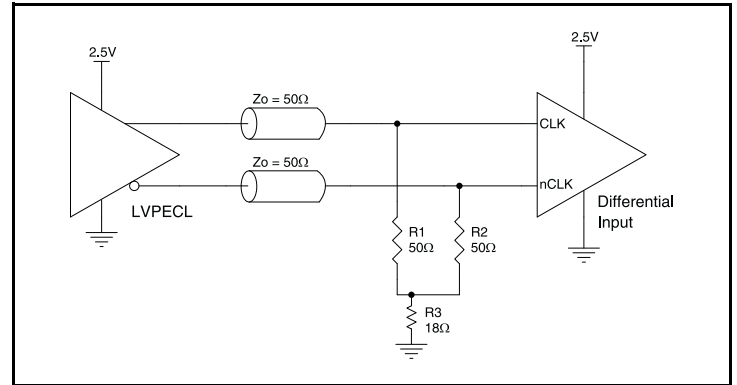 2.5V
2.5V
Zo = 50Ω
CLK
Zo = 50Ω
nCLK
LVPECL
Differential
Input
R1
50Ω
R2
50Ω
R3
18Ω